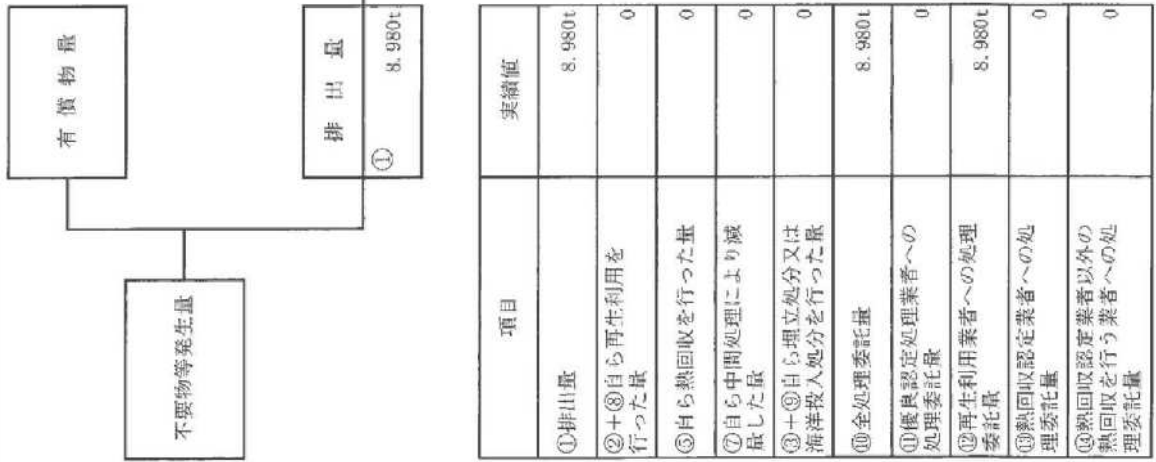 不要物等発生量
有償物量
排出量
① 8.980t
項目
実績値
①排出量
8.980t
②+⑧自ら再生利用を
行った量
0
⑤自ら熱回収を行った量
0
⑦自ら中間処理により減
量した量
0
③+⑨自ら埋立処分又は
海洋投入処分を行った量
0
⑩全処理委託量
8.980t
⑪優良認定処理業者への
処理委託量
0
⑫再生利用業者への処理
委託量
8.980t
⑬熱回収認定業者への処
理委託量
0
⑭熱回収認定業者以外の
熱回収を行う業者への処
理委託量
0